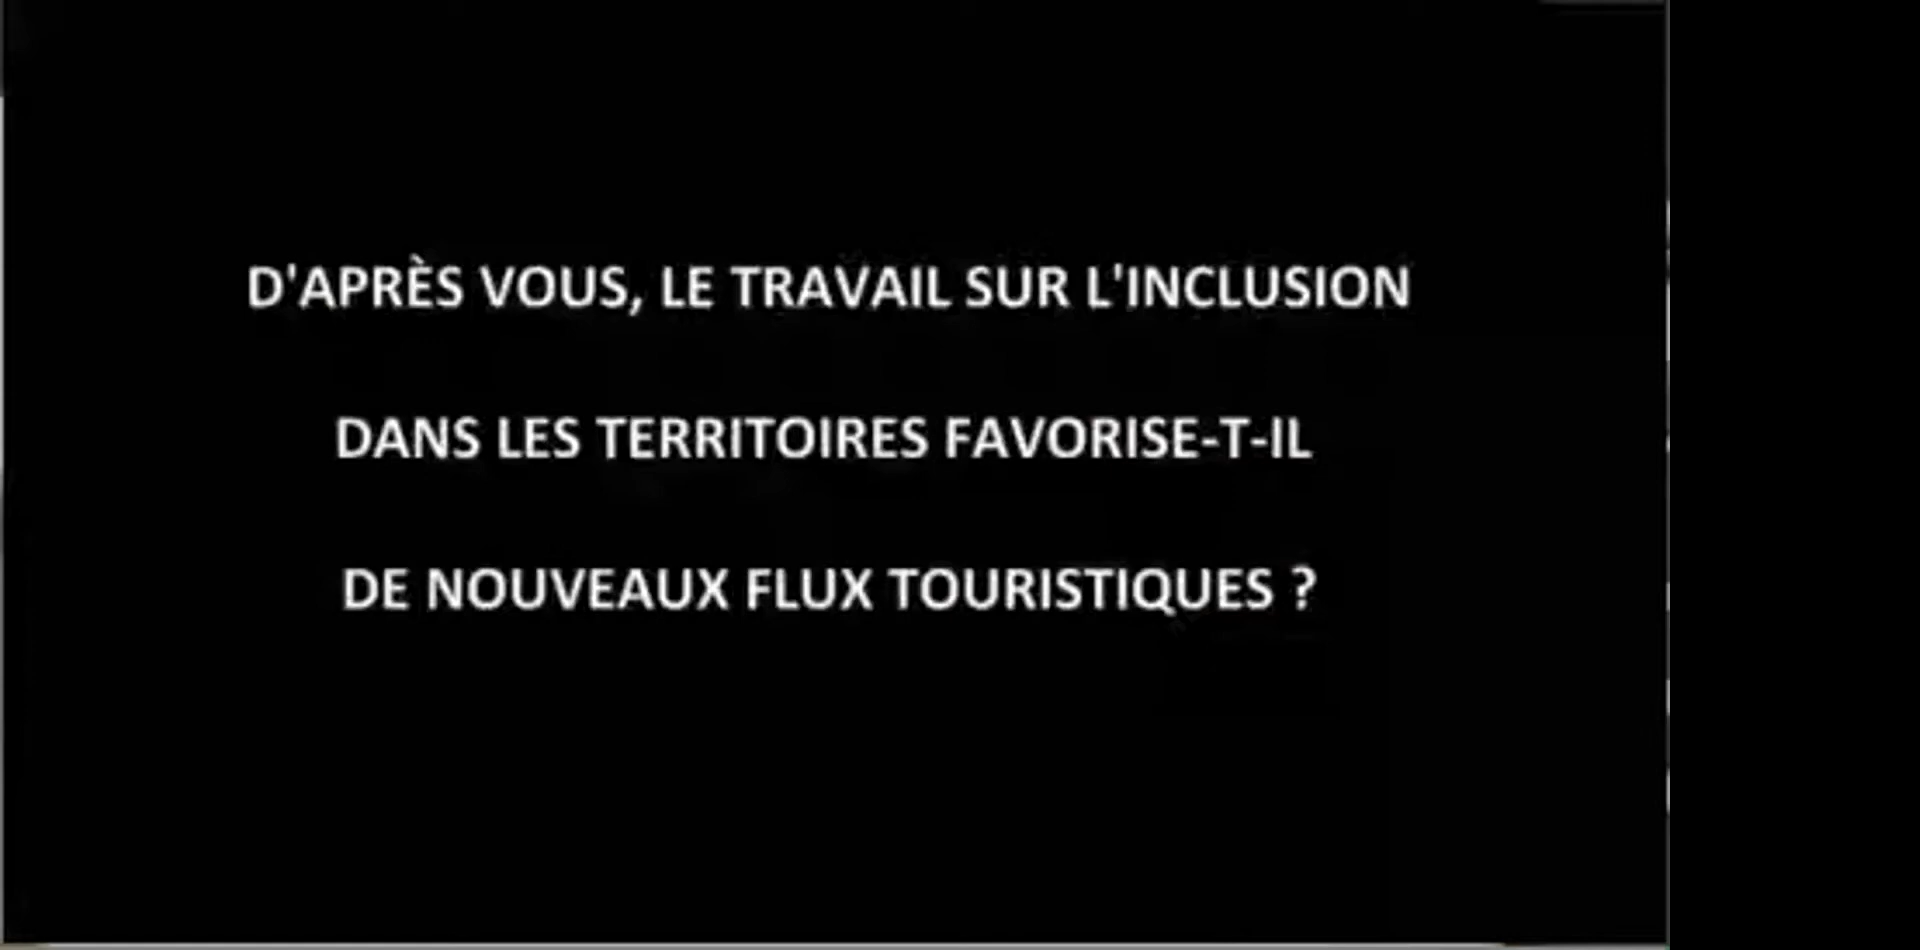 D'APRÈS VOUS, LE TRAVAIL SUR L'INCLUSION
DANS LES TERRITOIRES FAVORISE-T-IL
DE NOUVEAUX FLUX TOURISTIQUES ?